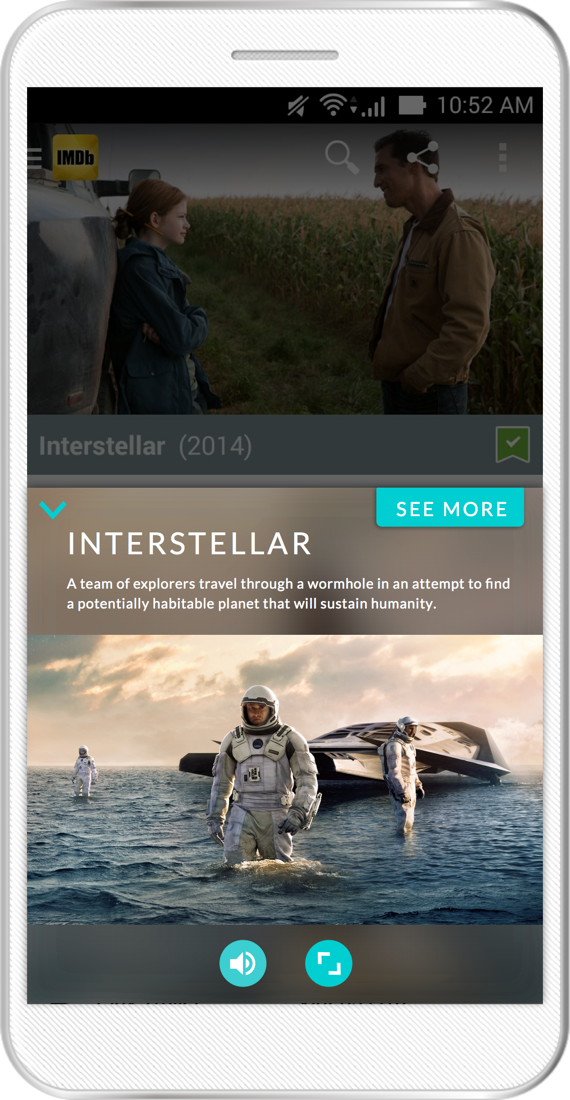 10:52 AM
IMDb
Interstellar (2014)
SEE MORE
INTERSTELLAR
A team of explorers travel through a wormhole in an attempt to find
a potentially habitable planet that will sustain humanity.